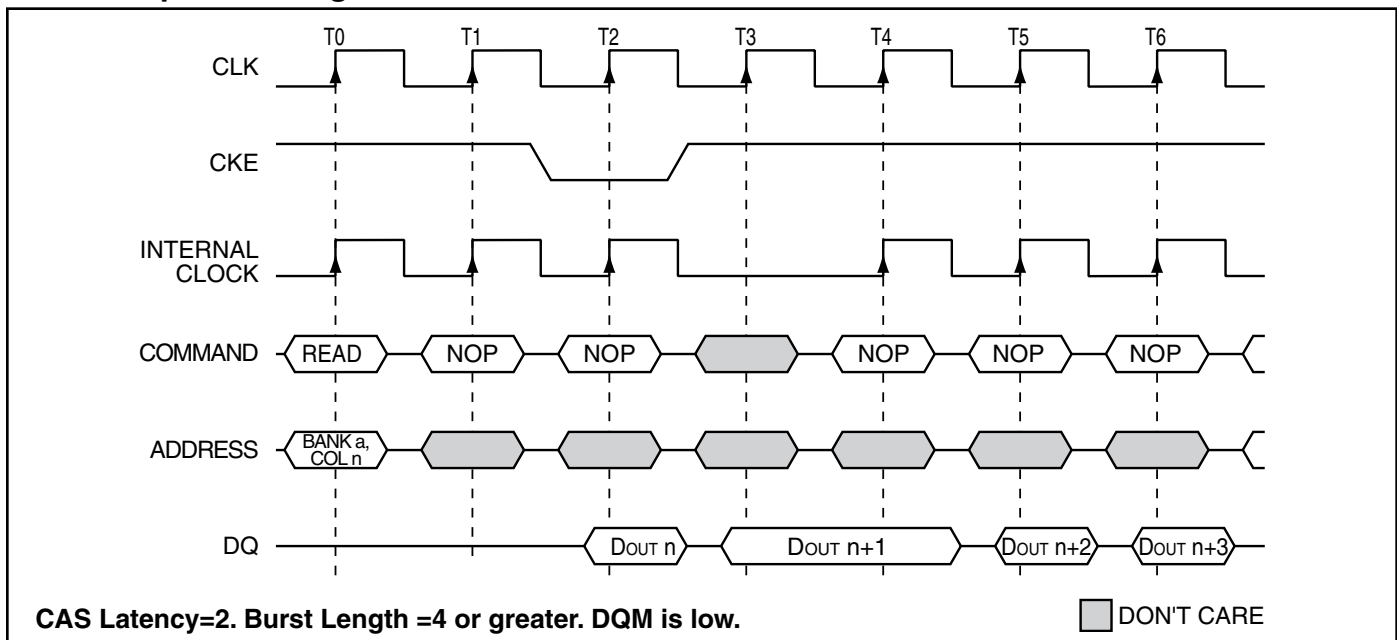 T0 T1 T2 T3 T4 T5 T6
CLK
CKE
INTERNAL
CLOCK
COMMAND READ NOP NOP NOP NOP NOP
ADDRESS BANK a,
COL n
DQ DOUT n DOUT n+1 DOUT n+2 DOUT n+3
CAS Latency=2. Burst Length =4 or greater. DQM is low. DON'T CARE